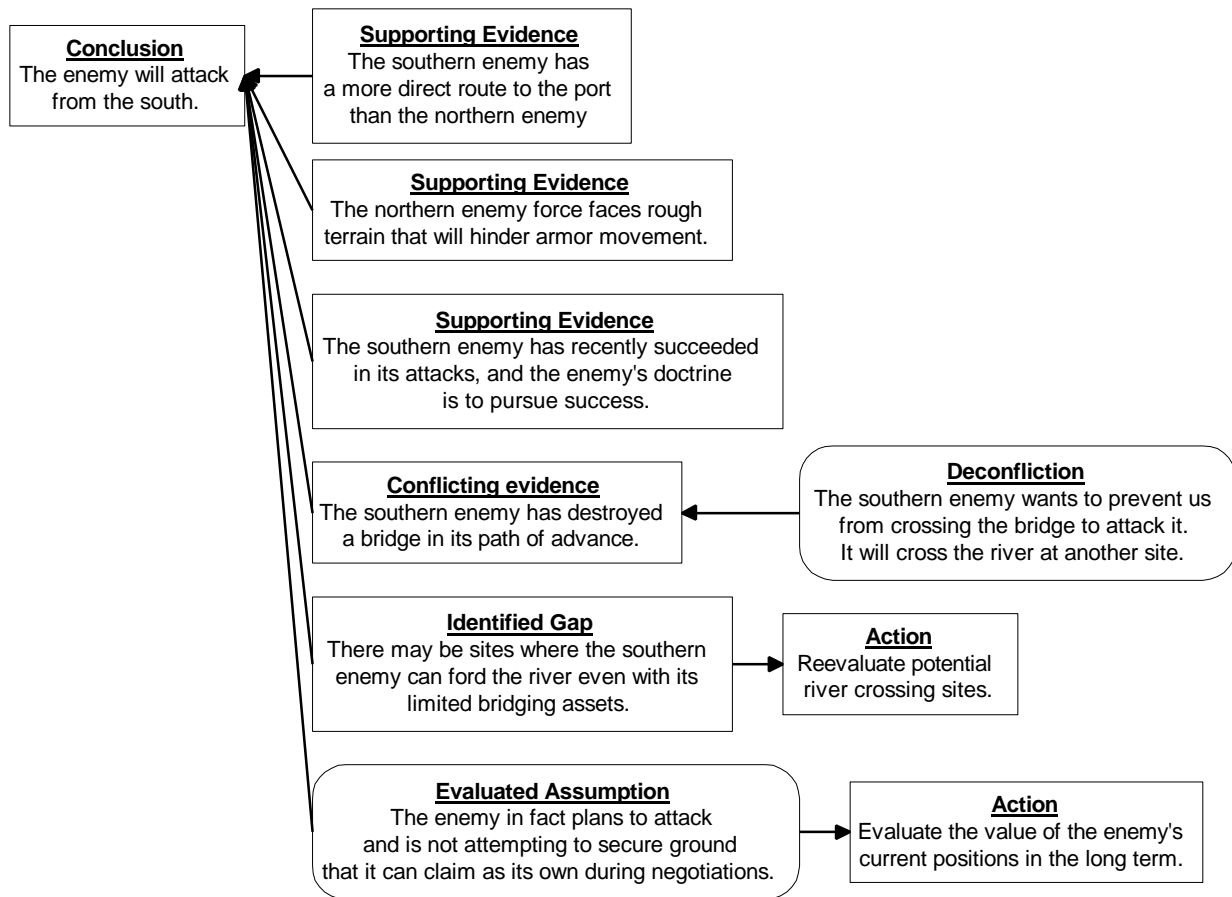 Conclusion
The enemy will attack
from the south.
Supporting Evidence
The southern enemy has
a more direct route to the port
than the northern enemy
Supporting Evidence
The northern enemy force faces rough
terrain that will hinder armor movement.
Supporting Evidence
The southern enemy has recently succeeded
in its attacks, and the enemy's doctrine
is to pursue success.
Conflicting evidence
The southern enemy has destroyed
a bridge in its path of advance.
Deconfliction
The southern enemy wants to prevent us
from crossing the bridge to attack it.
It will cross the river at another site.
Identified Gap
There may be sites where the southern
enemy can ford the river even with its
limited bridging assets.
Action
Reevaluate potential
river crossing sites.
Evaluated Assumption
The enemy in fact plans to attack
and is not attempting to secure ground
that it can claim as its own during negotiations.
Action
Evaluate the value of the enemy's
current positions in the long term.